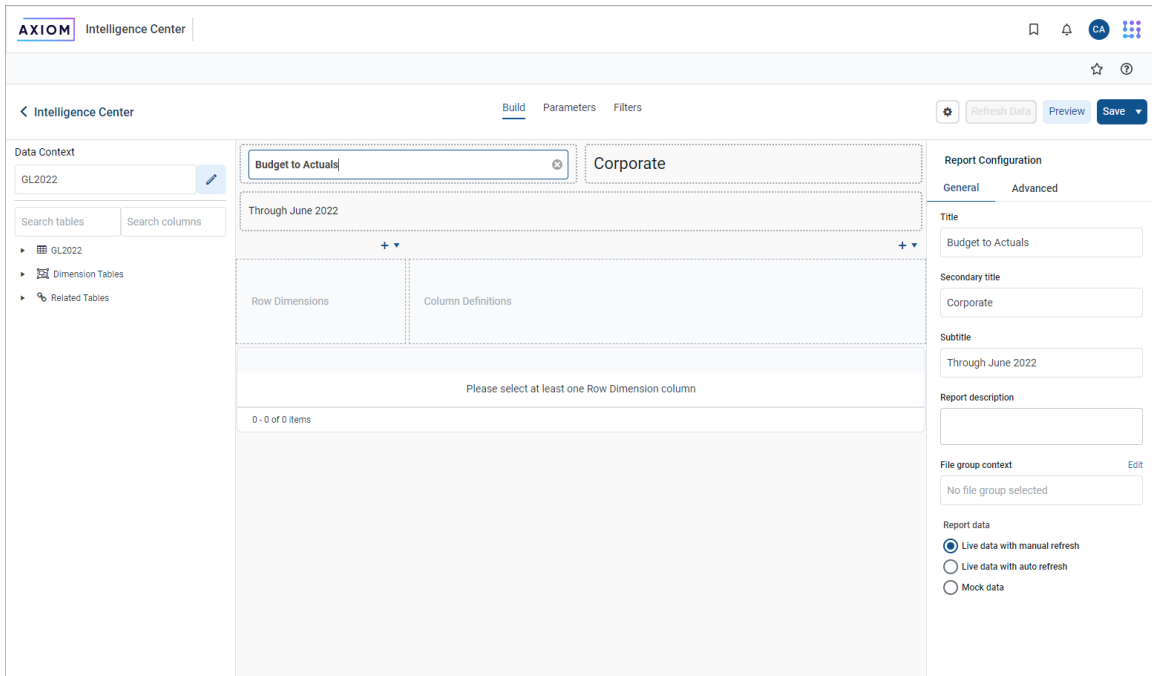 AXIOM Intelligence Center
CA
Intelligence Center
Build Parameters Filters
Refresh Data Preview Save
Data Context
GL2022
Search tables Search columns
GL2022
Dimension Tables
Related Tables
Budget to Actuals
Corporate
Through June 2022
Row Dimensions
Column Definitions
Please select at least one Row Dimension column
0 - 0 of 0 items
Report Configuration
General Advanced
Title
Budget to Actuals
Secondary title
Corporate
Subtitle
Through June 2022
Report description
File group context Edit
No file group selected
Report data
Live data with manual refresh
Live data with auto refresh
Mock data